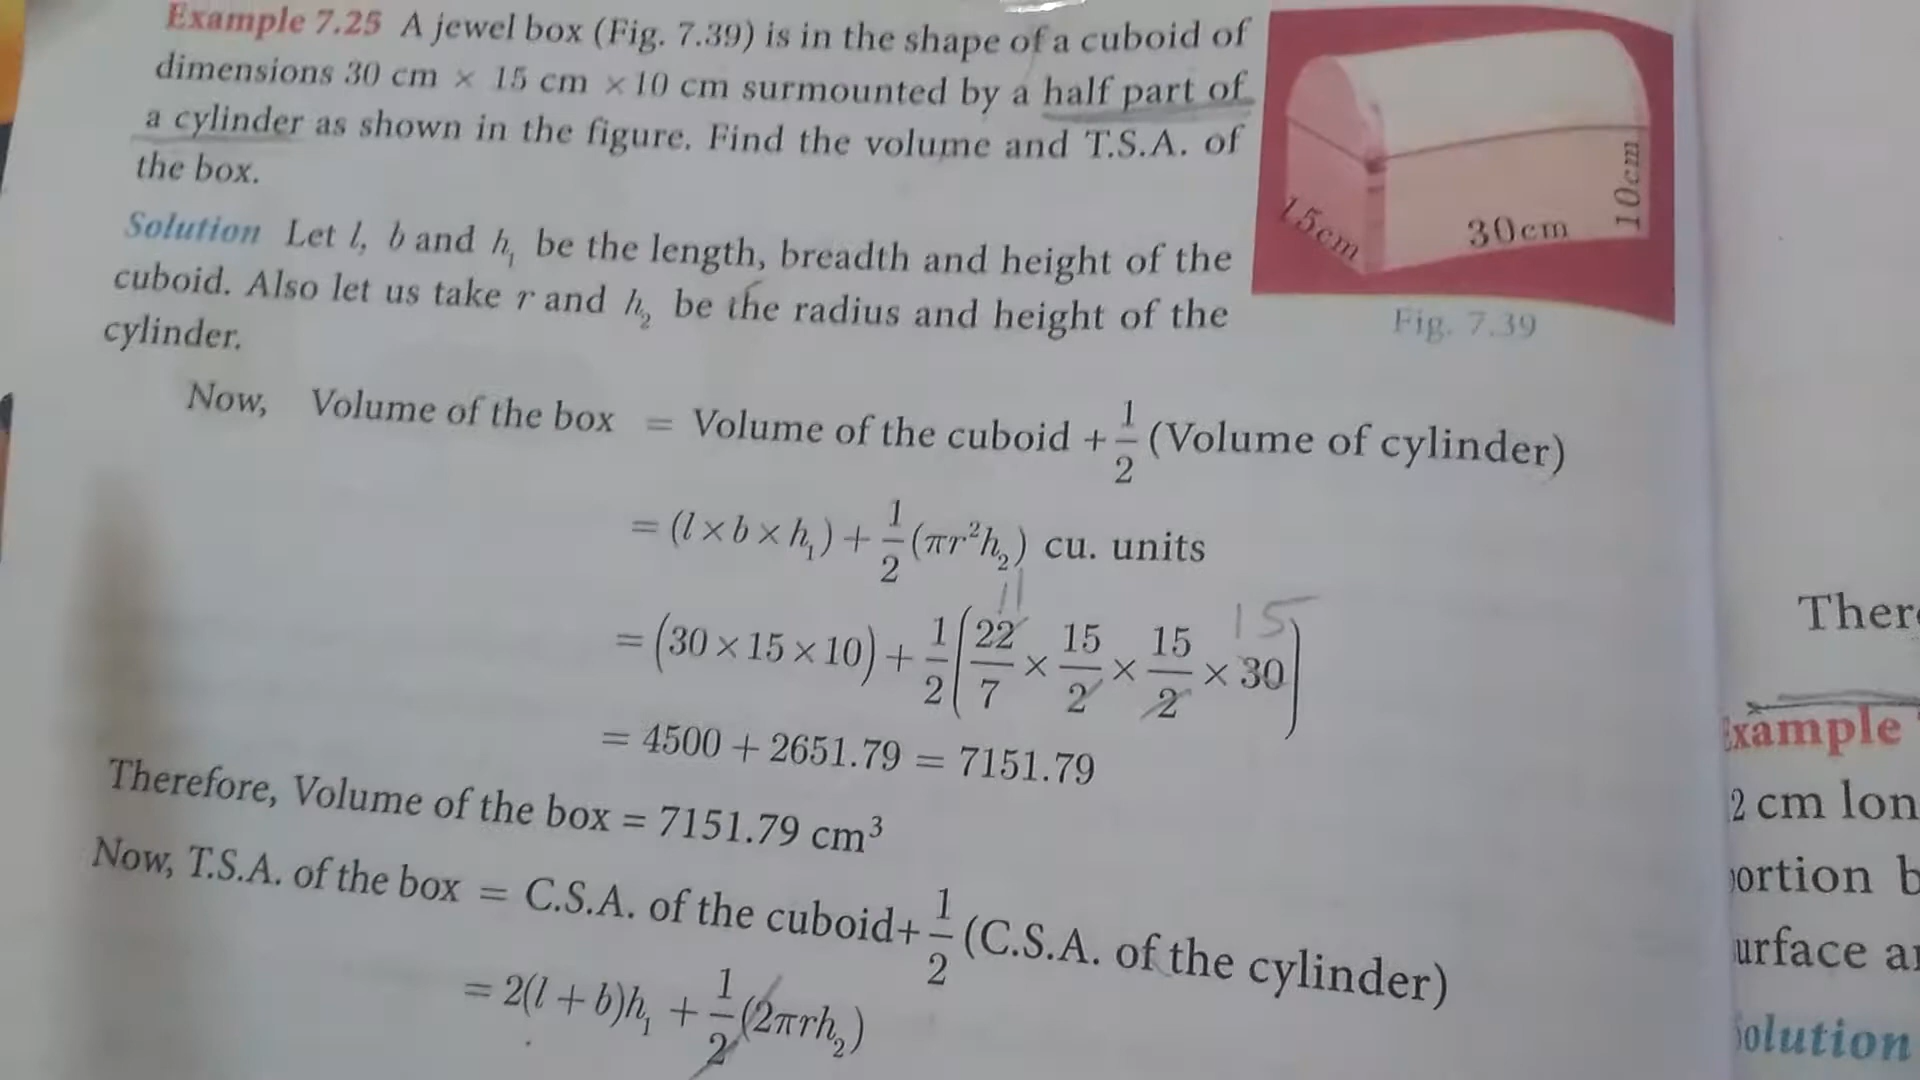 Example 7.25 A jewel box (Fig. 7.39) is in the shape of a cuboid of
dimensions 30 cm × 15 cm × 10 cm surmounted by a half part of
a cylinder as shown in the figure. Find the volume and T.S.A. of
the box.
15cm
30cm
10cm
Fig. 7.39
Solution Let l, b and h₁ be the length, breadth and height of the
cuboid. Also let us take r and h₂ be the radius and height of the
cylinder.
Now, Volume of the box = Volume of the cuboid + 1/2 (Volume of cylinder)
= (l × b × h₁) + 1/2 (πr²h₂) cu. units
11 15
= (30 × 15 × 10) + 1/2 (22/7 × 15/2 × 15/2 × 30)
= 4500 + 2651.79 = 7151.79
Therefore, Volume of the box = 7151.79 cm³
Now, T.S.A. of the box = C.S.A. of the cuboid + 1/2 (C.S.A. of the cylinder)
= 2(l + b)h₁ + 1/2 (2πrh₂)
2 cm